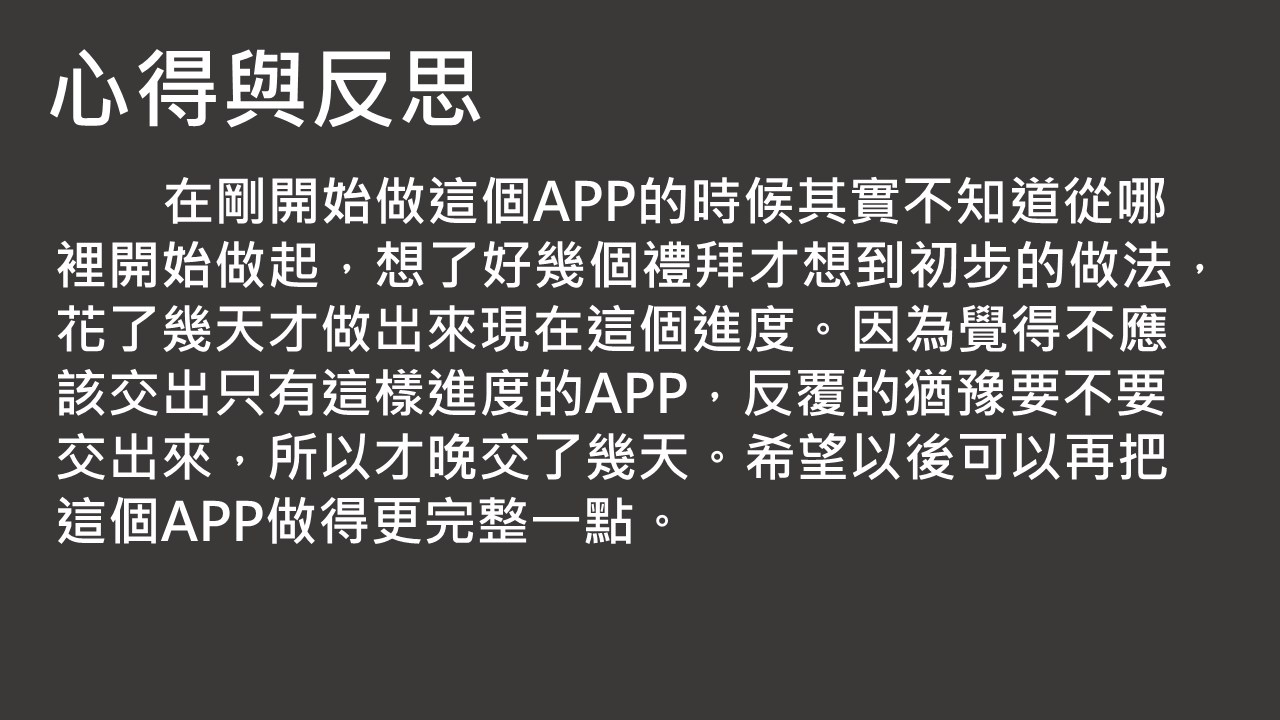 心得與反思
在剛開始做這個APP的時候其實不知道從哪
裡開始做起，想了好幾個禮拜才想到初步的做法，
花了幾天才做出來現在這個進度。因為覺得不應
該交出只有這樣進度的APP，反覆的猶豫要不要
交出來，所以才晚交了幾天。希望以後可以再把
這個APP做得更完整一點。